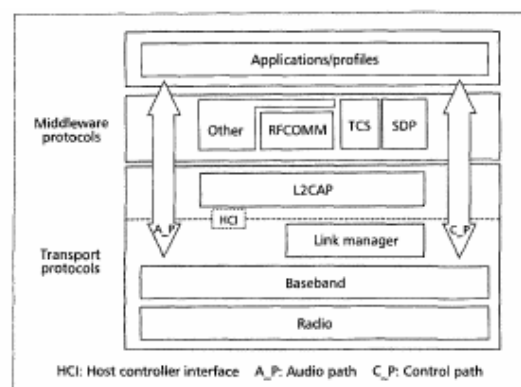 Applications/profiles
Middleware
protocols
Other
RFCOMM
TCS
SDP
L2CAP
HCI
A_P
C_P
Link manager
Transport
protocols
Baseband
Radio
HCI: Host controller interface A_P: Audio path C_P: Control path